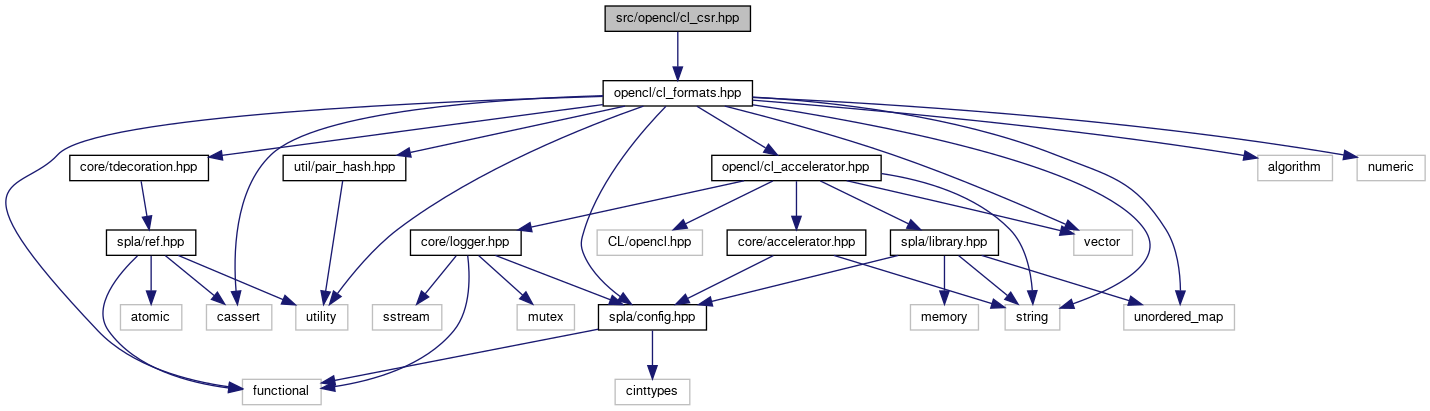 src/opencl/cl_csr.hpp
opencl/cl_formats.hpp
core/tdecoration.hpp
util/pair_hash.hpp
opencl/cl_accelerator.hpp
algorithm
numeric
spla/ref.hpp
core/logger.hpp
CL/opencl.hpp
core/accelerator.hpp
spla/library.hpp
vector
atomic
cassert
utility
sstream
mutex
spla/config.hpp
memory
string
unordered_map
functional
cinttypes